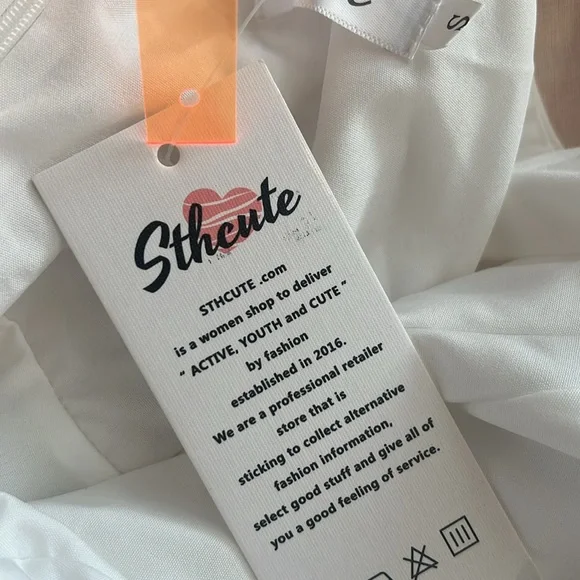 Sthcute
STHCUTE .com
is a women shop to deliver
“ ACTIVE, YOUTH and CUTE ”
by fashion
established in 2016.
We are a professional retailer
store that is
sticking to collect alternative
fashion information,
select good stuff and give all of
you a good feeling of service.